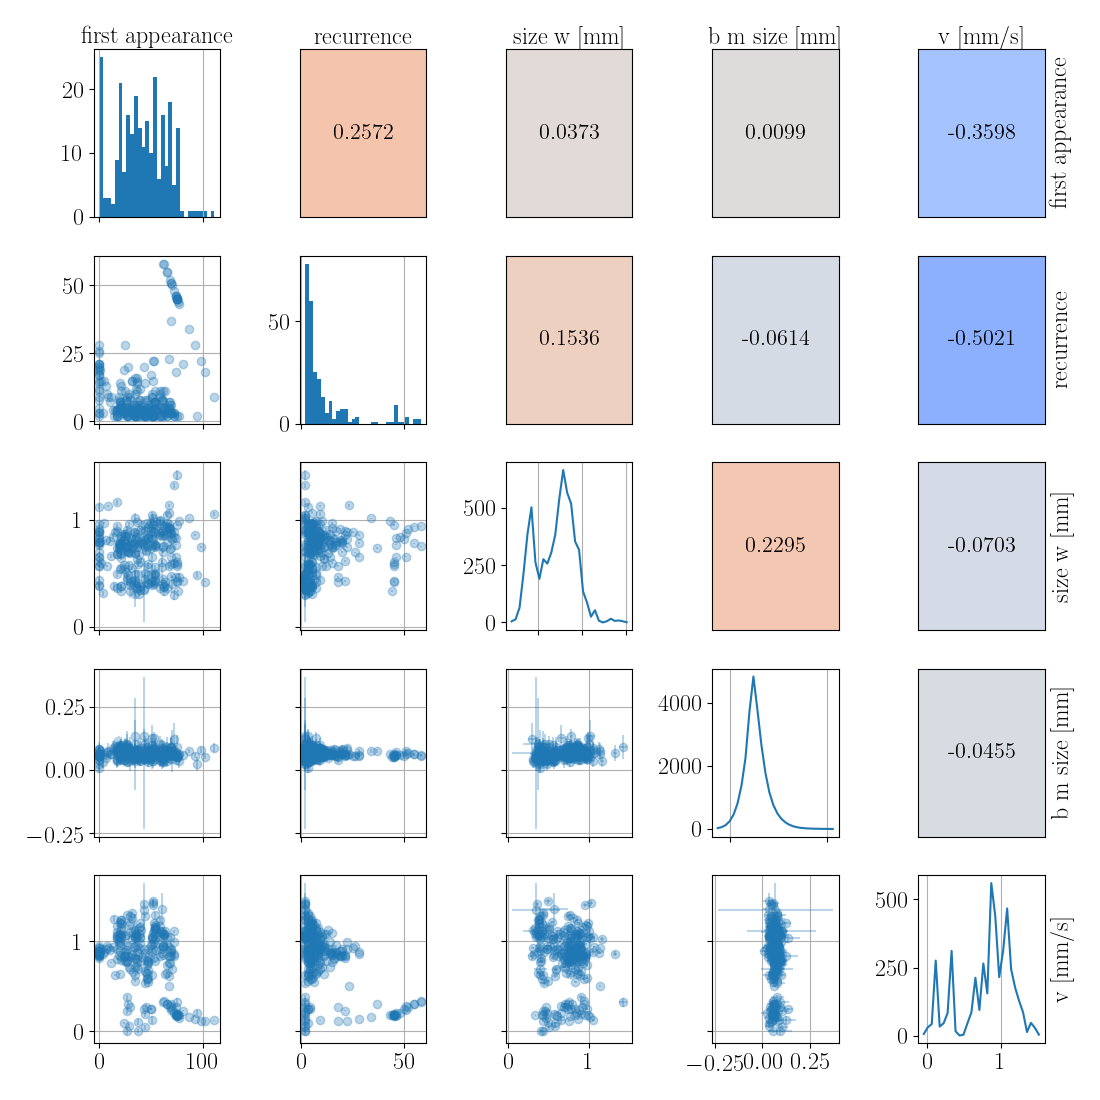 first appearance recurrence size w [mm] b m size [mm] v [mm/s]
20
10
0
0.2572 0.0373 0.0099 -0.3598
first appearance
50
25
0
50
0
0.1536 -0.0614 -0.5021
recurrence
1
0
500
250
0
0.2295 -0.0703
size w [mm]
0.25
0.00
−0.25
4000
2000
0
-0.0455
b m size [mm]
1
0
500
250
0
v [mm/s]
0 100 0 50 0 1 −0.25 0.00 0.25 0 1